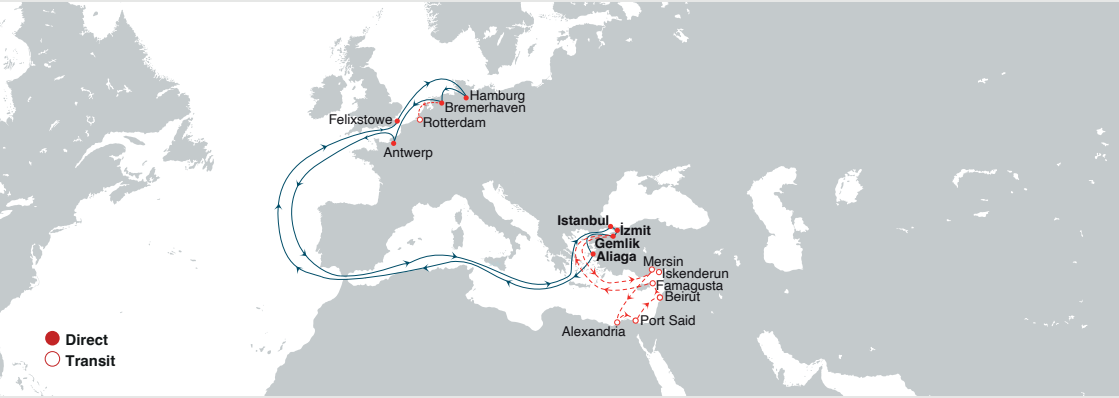 Hamburg
Bremerhaven
Felixstowe
Rotterdam
Antwerp
Istanbul
İzmit
Gemlik
Aliaga
Mersin
Iskenderun
Famagusta
Beirut
Port Said
Alexandria
Direct
Transit